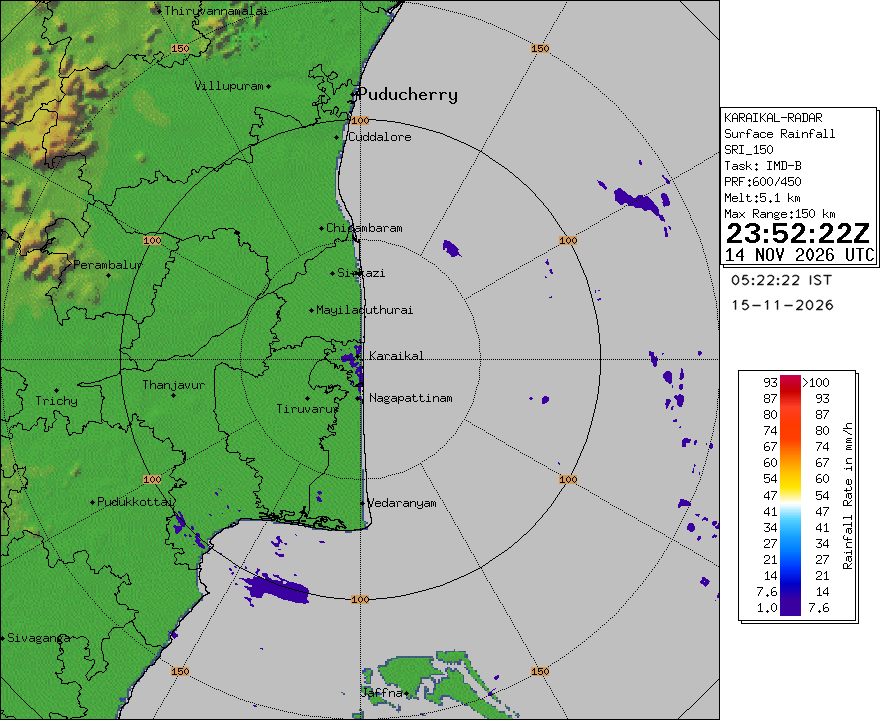 Thiruvannamalai
150
150
Villupuram
Puducherry
100
Cuddalore
Chidambaram
100
100
Perambalur
Sirkazi
Mayiladuthurai
Karaikal
Thanjavur
Trichy
Tiruvarur
Nagapattinam
100
100
Pudukkottai
Vedaranyam
100
Sivaganga
150
150
Jaffna
KARAIKAL-RADAR
Surface Rainfall
SRI_150
Task: IMD-B
PRF:600/450
Melt:5.1 km
Max Range:150 km
23:52:22Z
14 NOV 2026 UTC
05:22:22 IST
15-11-2026
93 >100
87 93
80 87
74 80
67 74
60 67
54 60
47 54
41 47
34 41
27 34
21 27
14 21
7.6 14
1.0 7.6
Rainfall Rate in mm/h